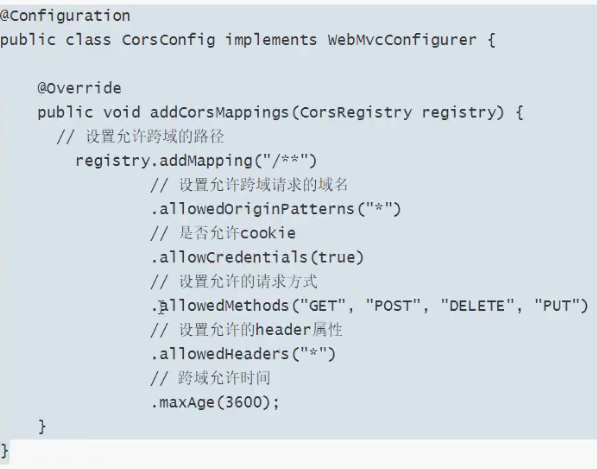 @Configuration
public class CorsConfig implements WebMvcConfigurer {
@Override
public void addCorsMappings(CorsRegistry registry) {
// 设置允许跨域的路径
registry.addMapping("/**")
// 设置允许跨域请求的域名
.allowedOriginPatterns("*")
// 是否允许cookie
.allowCredentials(true)
// 设置允许的请求方式
.allowedMethods("GET", "POST", "DELETE", "PUT")
// 设置允许的header属性
.allowedHeaders("*")
// 跨域允许时间
.maxAge(3600);
}
}